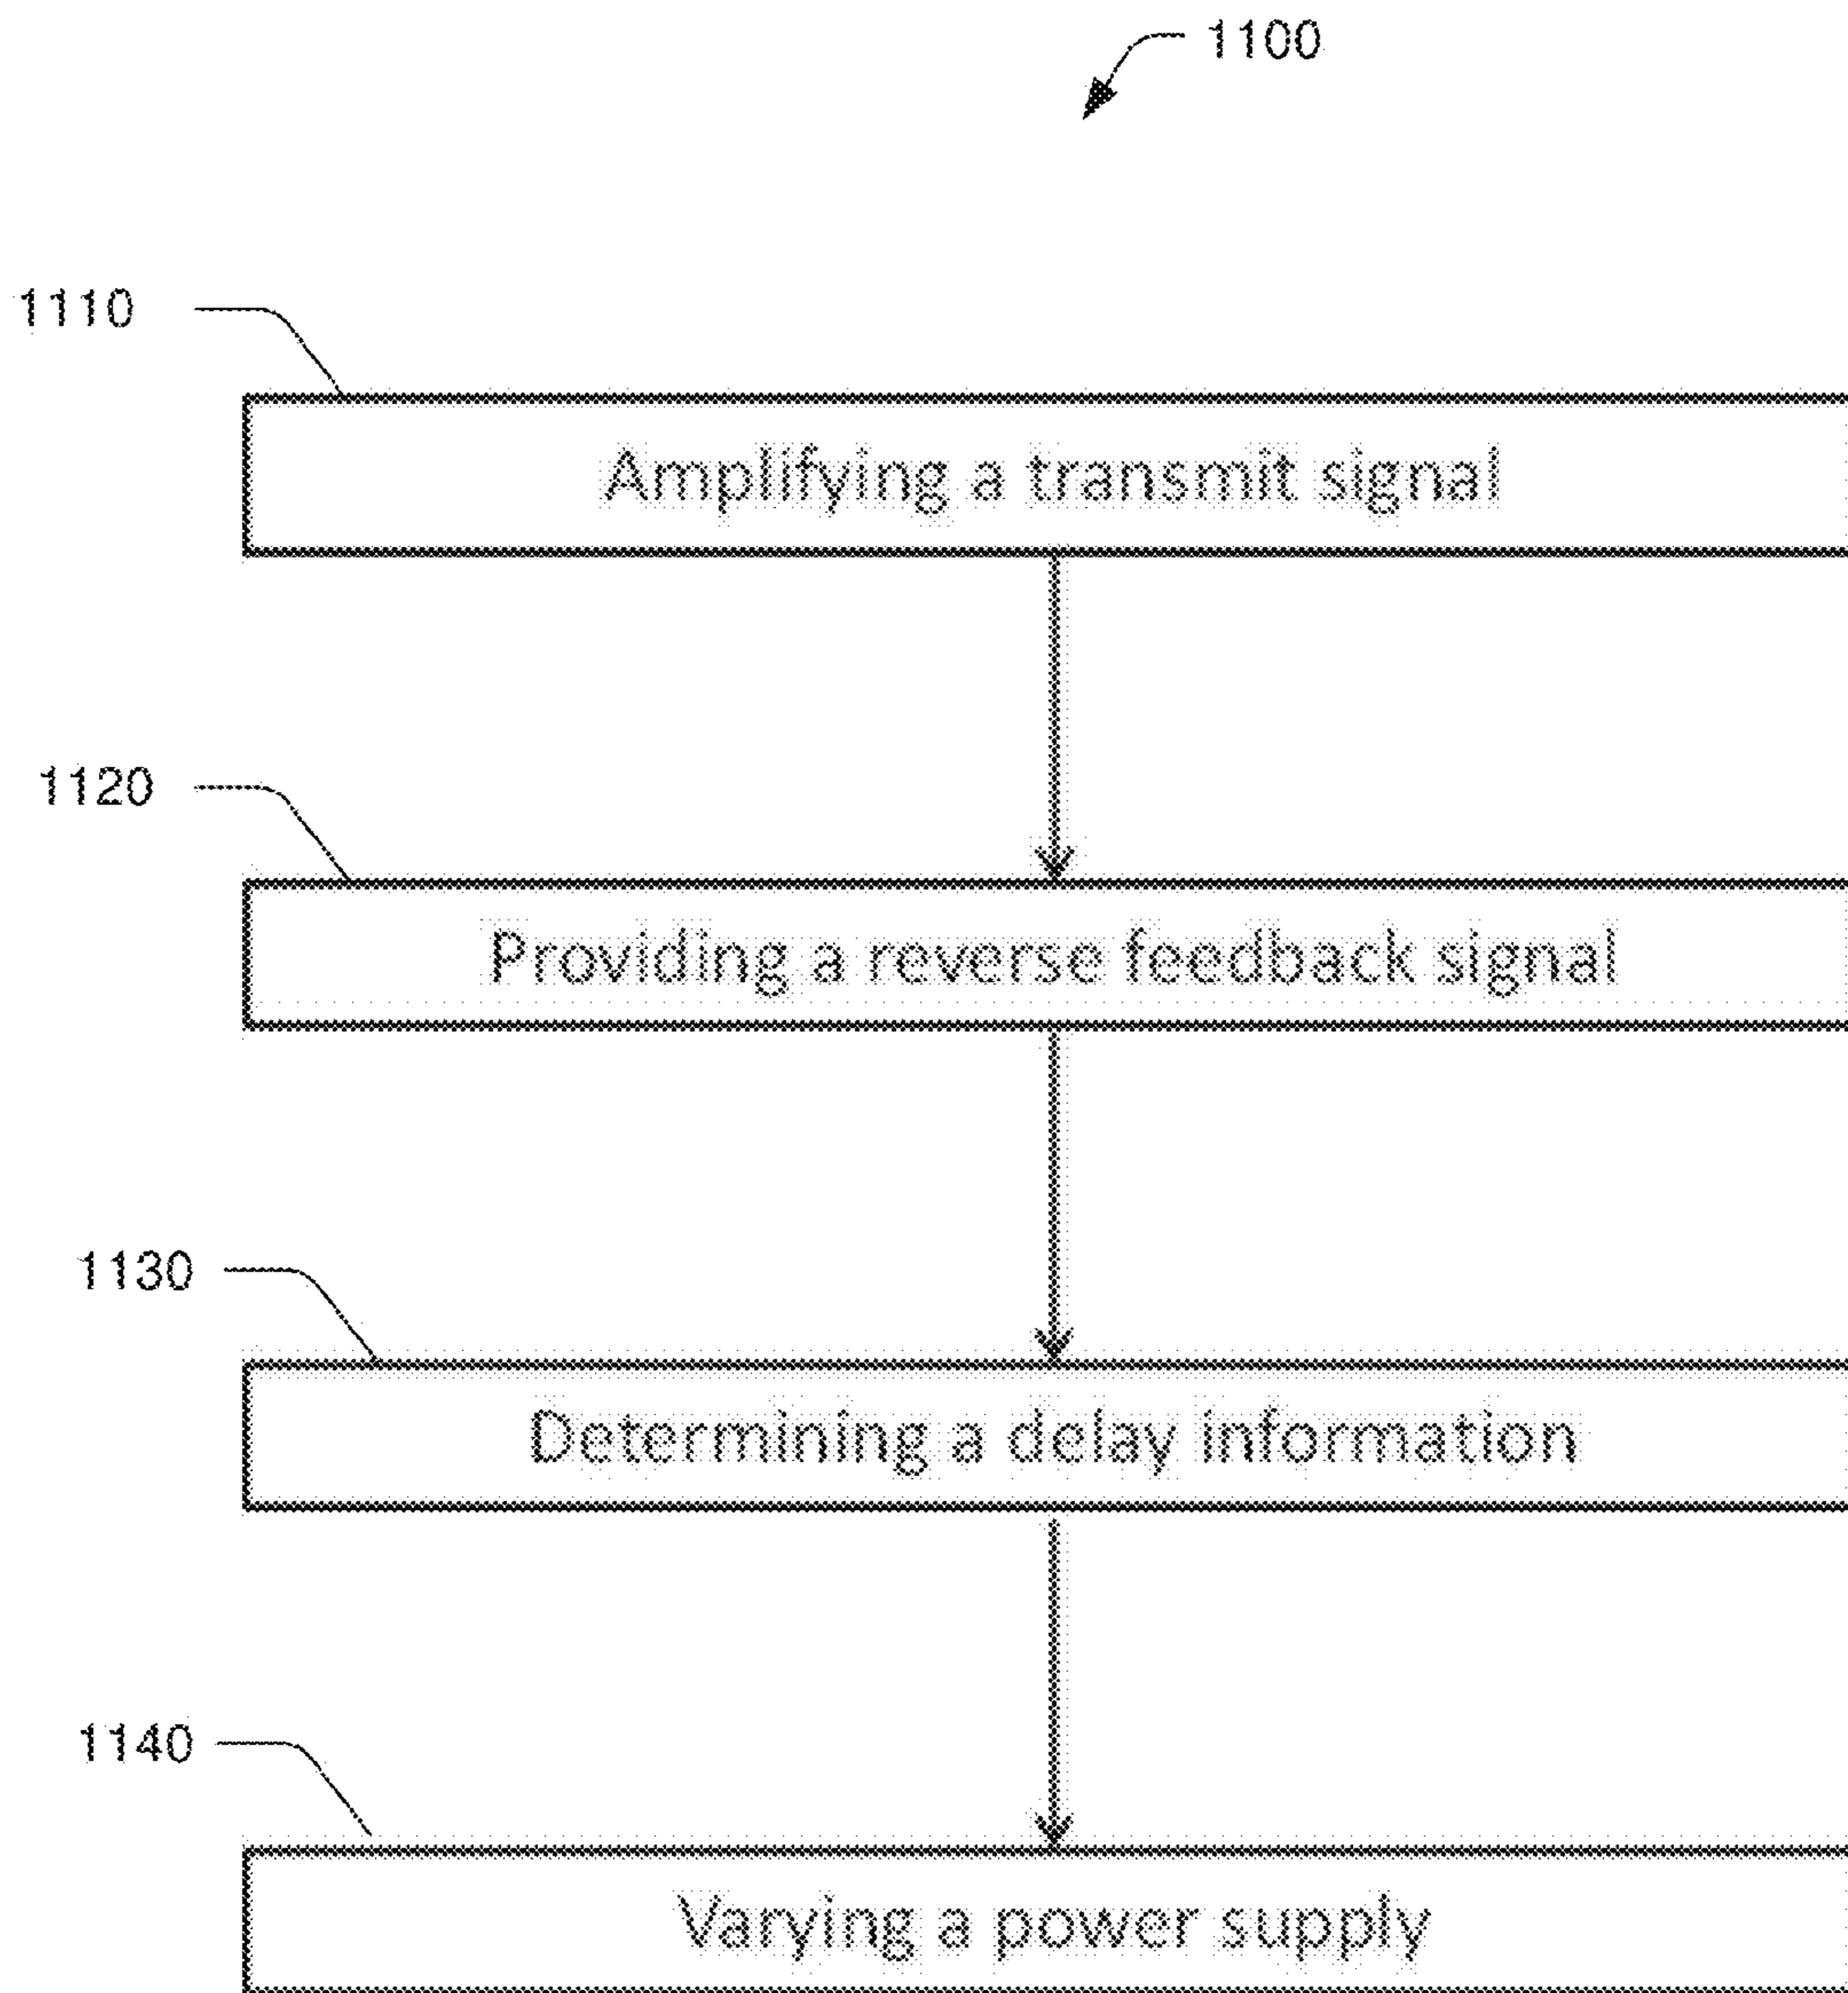 1100
1110
Amplifying a transmit signal
1120
Providing a reverse feedback signal
1130
Determining a delay information
1140
Varying a power supply